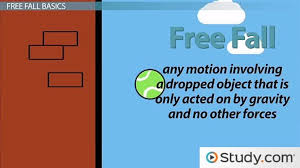 FREE FALL BASICS
Free Fall
any motion involving
a dropped object that is
only acted on by gravity
and no other forces
Study.com